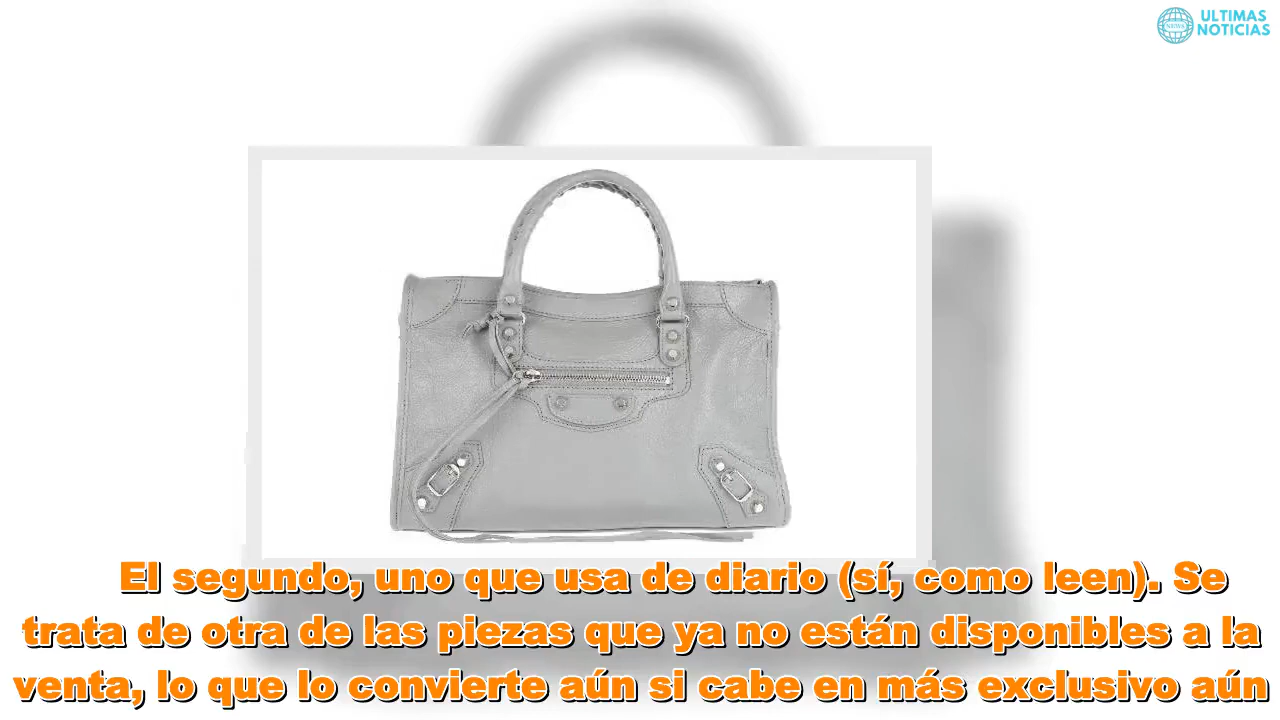 ULTIMAS
NOTICIAS
NEWS
El segundo, uno que usa de diario (sí, como leen). Se
trata de otra de las piezas que ya no están disponibles a la
venta, lo que lo convierte aún si cabe en más exclusivo aún